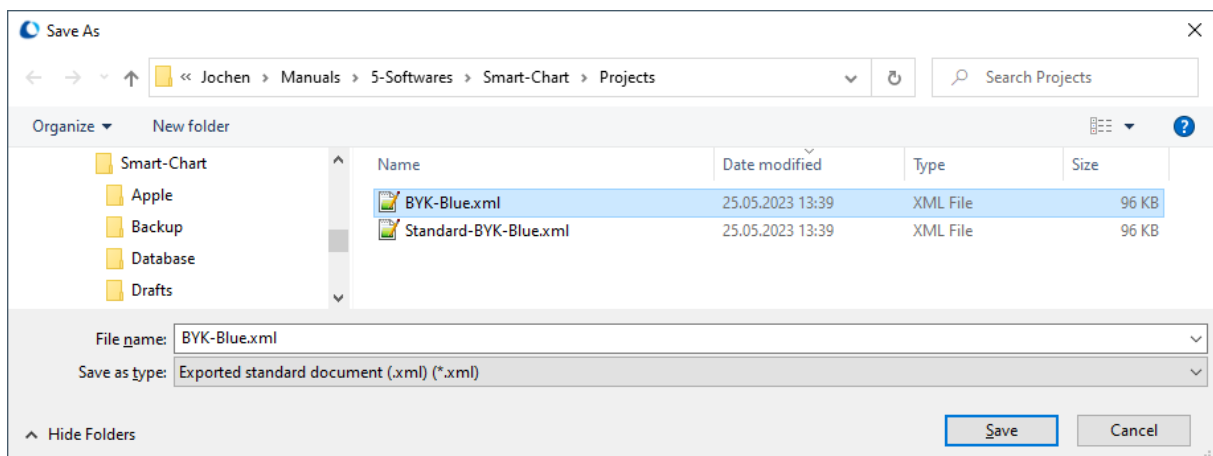 Save As
« Jochen > Manuals > 5-Softwares > Smart-Chart > Projects
Search Projects
Organize
New folder
Smart-Chart
Apple
Backup
Database
Drafts
Name Date modified Type Size
BYK-Blue.xml 25.05.2023 13:39 XML File 96 KB
Standard-BYK-Blue.xml 25.05.2023 13:39 XML File 96 KB
File name: BYK-Blue.xml
Save as type: Exported standard document (.xml) (*.xml)
Hide Folders
Save
Cancel